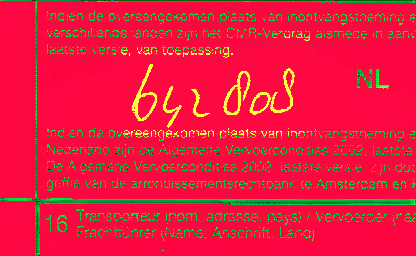 Indien de overeengekomen plaats van inontvangstneming e
verschillende landen zijn het CMR-Verdrag alsmede in aanv
laatste versie, van toepassing.
642808
NL
Indien de overeengekomen plaats van inontvangstneming e
Nederland zijn de Algemene Vervoercondities 2002, laatste
De Algemene Vervoercondities 2002, laatste versie, zijn
griffie van de arrondissementsrechtbank te Amsterdam en
16 Transporteur (nom, adresse, pays) / Vervoerder (naa
Frachtführer (Name, Anschrift, Land)